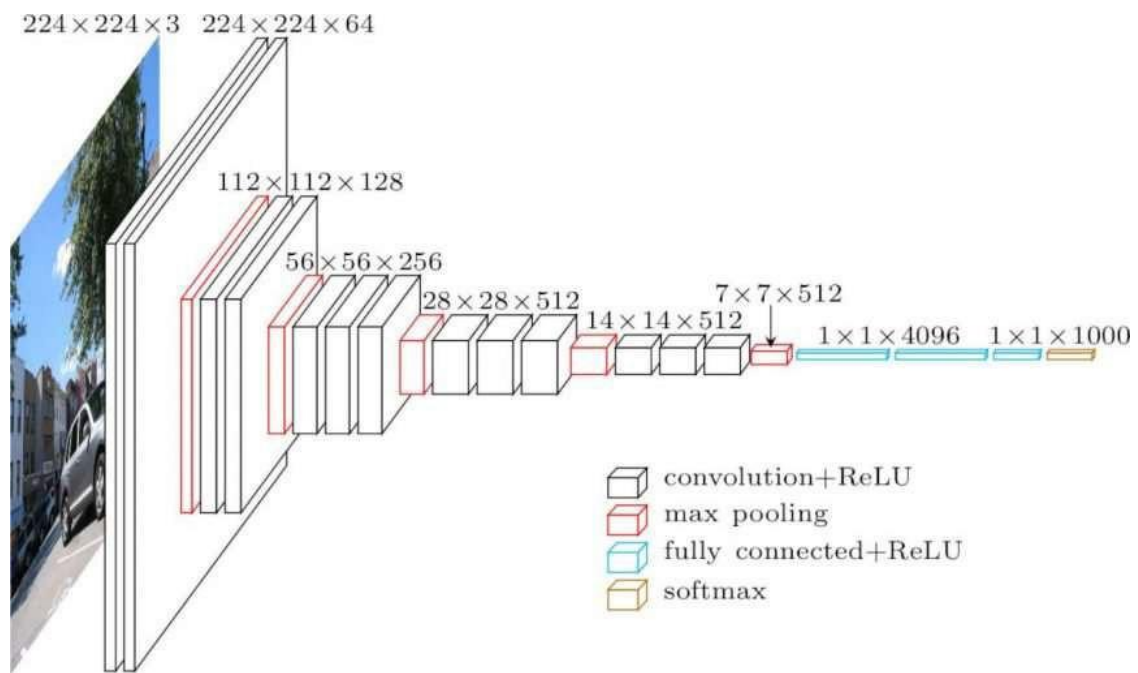 224×224×3
224×224×64
112×112×128
56×56×256
28×28×512
14×14×512
7×7×512
1×1×4096
1×1×1000
convolution+ReLU
max pooling
fully connected+ReLU
softmax